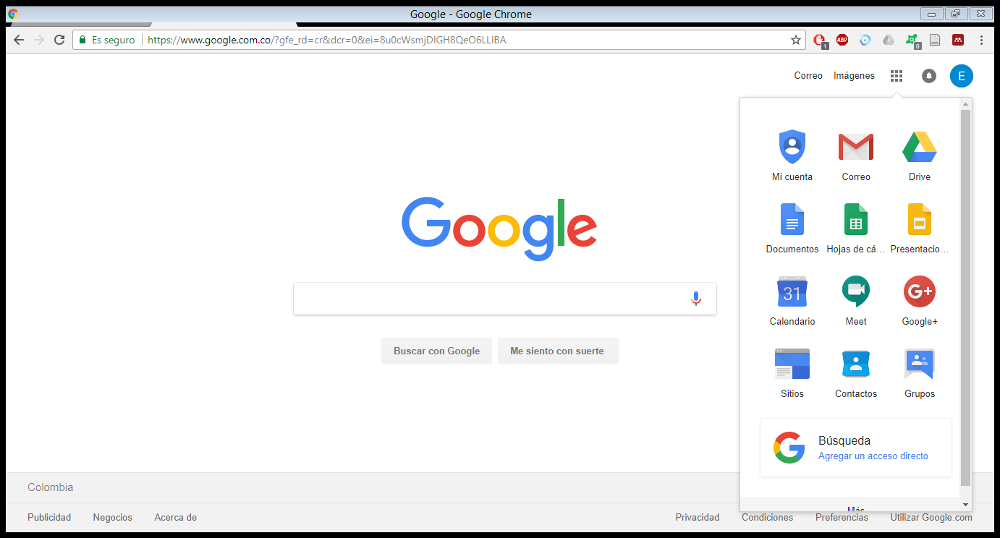 Google - Google Chrome
Es seguro https://www.google.com.co/?gfe_rd=cr&dcr=0&ei=8u0cWsmjDIGH8QeO6LLIBA
1 ABP 0
Correo Imágenes E
Mi cuenta Correo Drive
Documentos Hojas de cá... Presentacio...
31
Calendario Meet Google+
Sitios Contactos Grupos
Búsqueda
Agregar un acceso directo
Más
Google
Buscar con Google Me siento con suerte
Colombia
Publicidad Negocios Acerca de Privacidad Condiciones Preferencias Utilizar Google.com